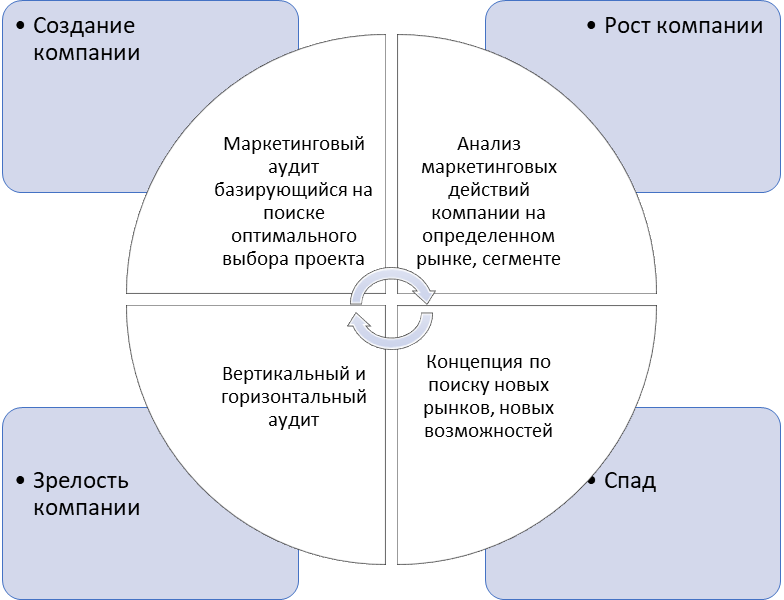 • Создание
компании
• Рост компании
Маркетинговый
аудит
базирующийся на
поиске
оптимального
выбора проекта
Анализ
маркетинговых
действий
компании на
определенном
рынке, сегменте
Вертикальный и
горизонтальный
аудит
Концепция по
поиску новых
рынков, новых
возможностей
• Зрелость
компании
• Спад